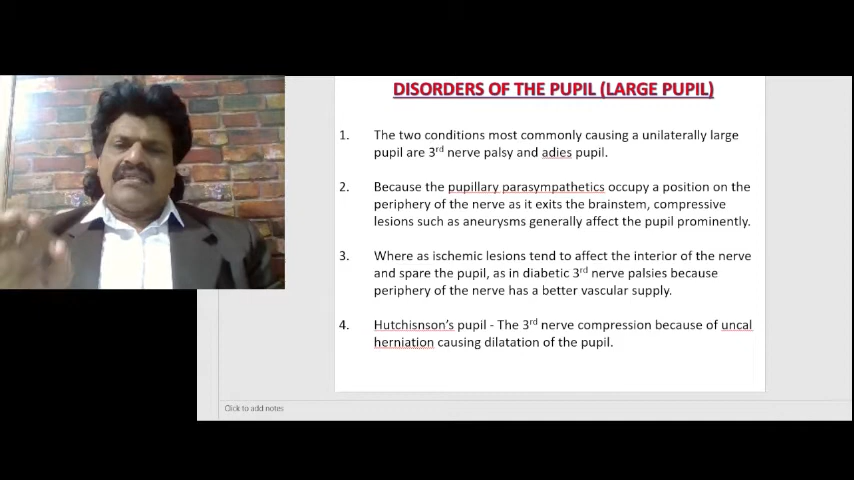 DISORDERS OF THE PUPIL (LARGE PUPIL)
1. The two conditions most commonly causing a unilaterally large
pupil are 3rd nerve palsy and adies pupil.
2. Because the pupillary parasympathetics occupy a position on the
periphery of the nerve as it exits the brainstem, compressive
lesions such as aneurysms generally affect the pupil prominently.
3. Where as ischemic lesions tend to affect the interior of the nerve
and spare the pupil, as in diabetic 3rd nerve palsies because
periphery of the nerve has a better vascular supply.
4. Hutchisnson's pupil - The 3rd nerve compression because of uncal
herniation causing dilatation of the pupil.
Click to add notes